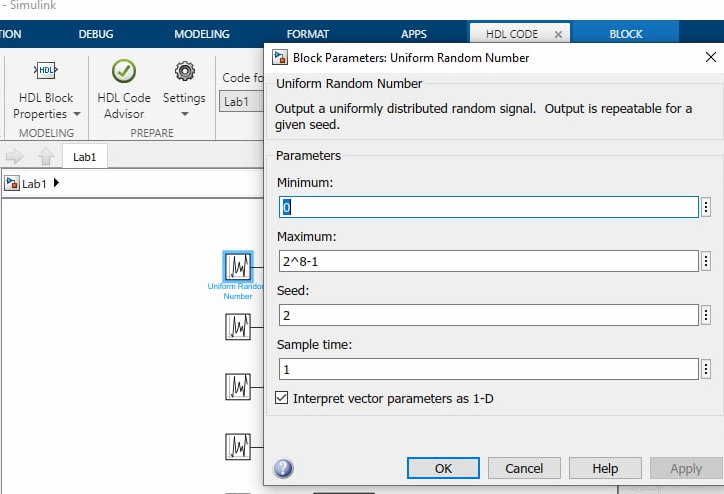 - Simulink
TION
DEBUG
MODELING
FORMAT
APPS
HDL CODE
BLOCK
HDL
HDL Block
Properties
HDL Code
Advisor
Settings
Code fo
Lab1
MODELING
PREPARE
Lab1
Lab1
Uniform Random
Number
Block Parameters: Uniform Random Number
Uniform Random Number
Output a uniformly distributed random signal. Output is repeatable for a
given seed.
Parameters
Minimum:
0
Maximum:
2^8-1
Seed:
2
Sample time:
1
Interpret vector parameters as 1-D
OK
Cancel
Help
Apply